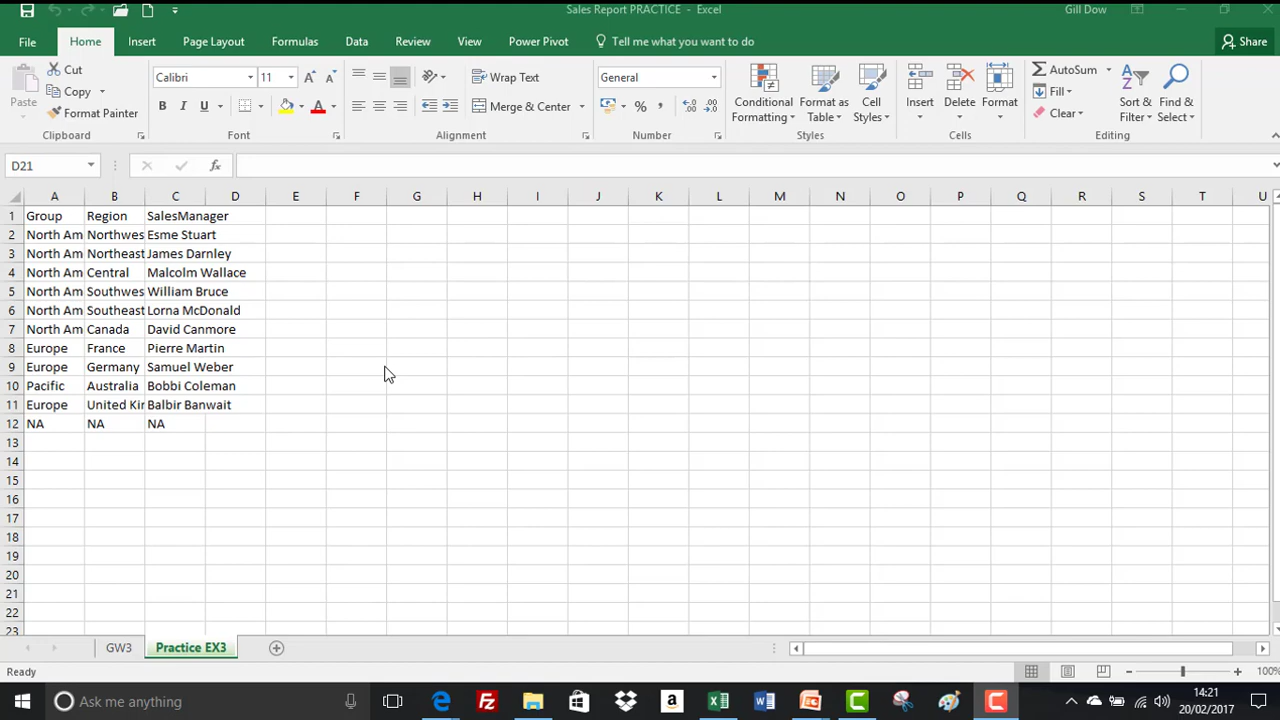 Sales Report PRACTICE - Excel
Gill Dow
File Home Insert Page Layout Formulas Data Review View Power Pivot Tell me what you want to do Share
Paste
Cut
Copy
Format Painter
Clipboard
Calibri 11
B I U A
Font
Wrap Text
Merge & Center
Alignment
General
%
Number
Conditional Formatting
Format as Table
Cell Styles
Styles
Insert
Delete
Format
Cells
AutoSum
Fill
Clear
Sort & Filter
Find & Select
Editing
D21 fx
A B C D E F G H I J K L M N O P Q R S T U
1 Group Region SalesManager
2 North Am Northwes Esme Stuart
3 North Am Northeast James Darnley
4 North Am Central Malcolm Wallace
5 North Am Southwes William Bruce
6 North Am Southeast Lorna McDonald
7 North Am Canada David Canmore
8 Europe France Pierre Martin
9 Europe Germany Samuel Weber
10 Pacific Australia Bobbi Coleman
11 Europe United Kin Balbir Banwait
12 NA NA NA
13
14
15
16
17
18
19
20
21
22
23
GW3 Practice EX3
Ready
100%
Ask me anything
14:21
20/02/2017